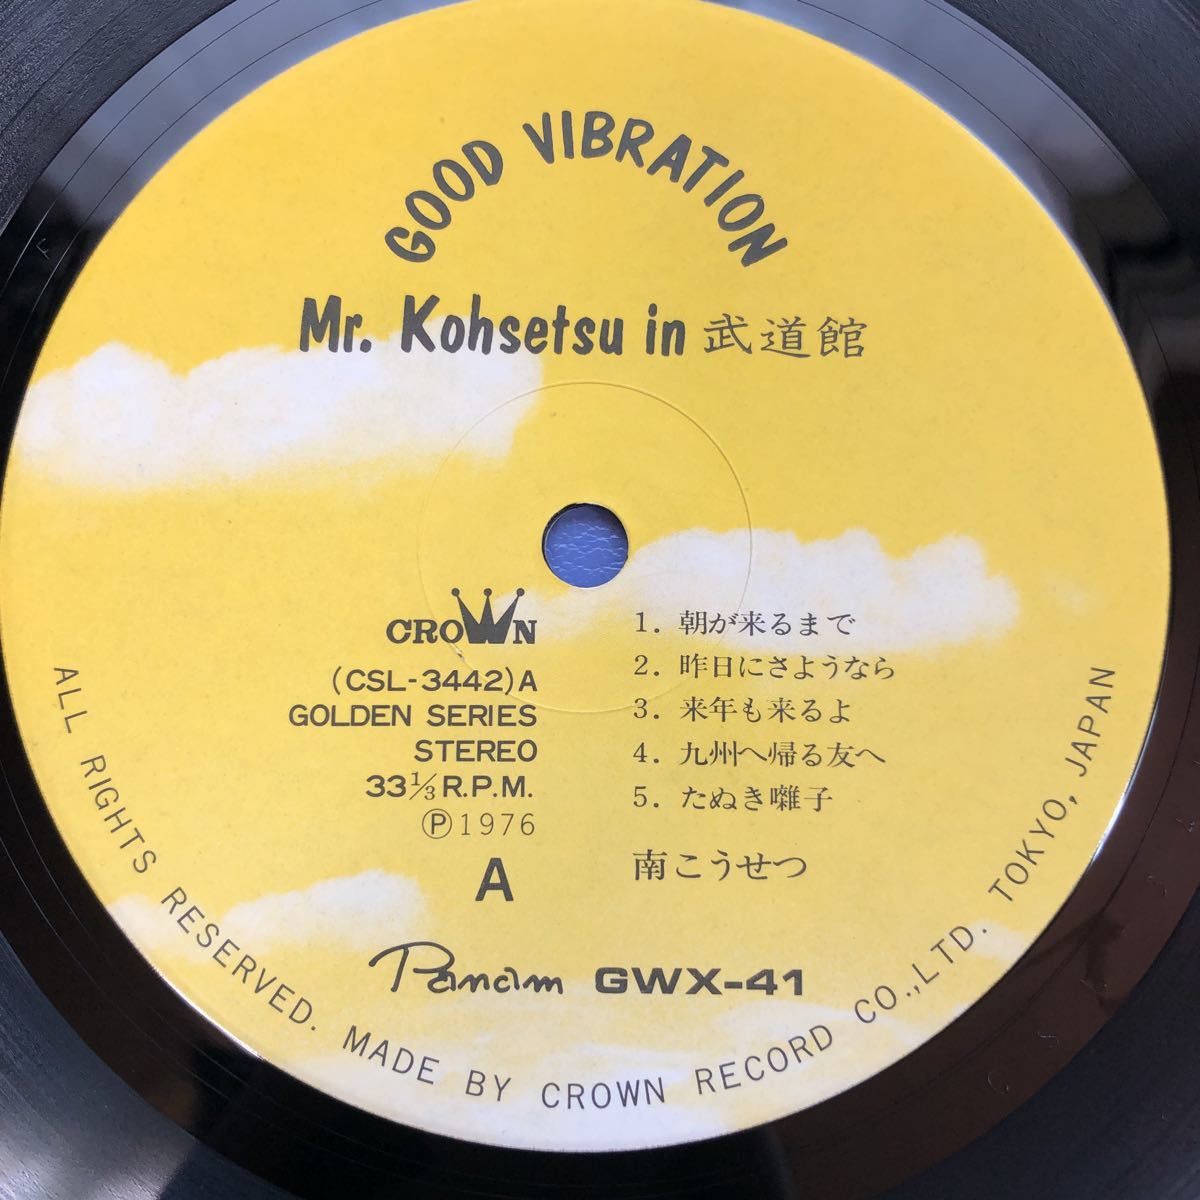 GOOD VIBRATION
Mr. Kohsetsu in 武道館
CROWN
(CSL-3442)A
GOLDEN SERIES
STEREO
33⅓ R.P.M.
Ⓟ1976
A
1. 朝が来るまで
2. 昨日にさようなら
3. 来年も来るよ
4. 九州へ帰る友へ
5. たぬき囃子
南こうせつ
Panam GWX-41
ALL RIGHTS RESERVED. MADE BY CROWN RECORD CO.,LTD. TOKYO, JAPAN